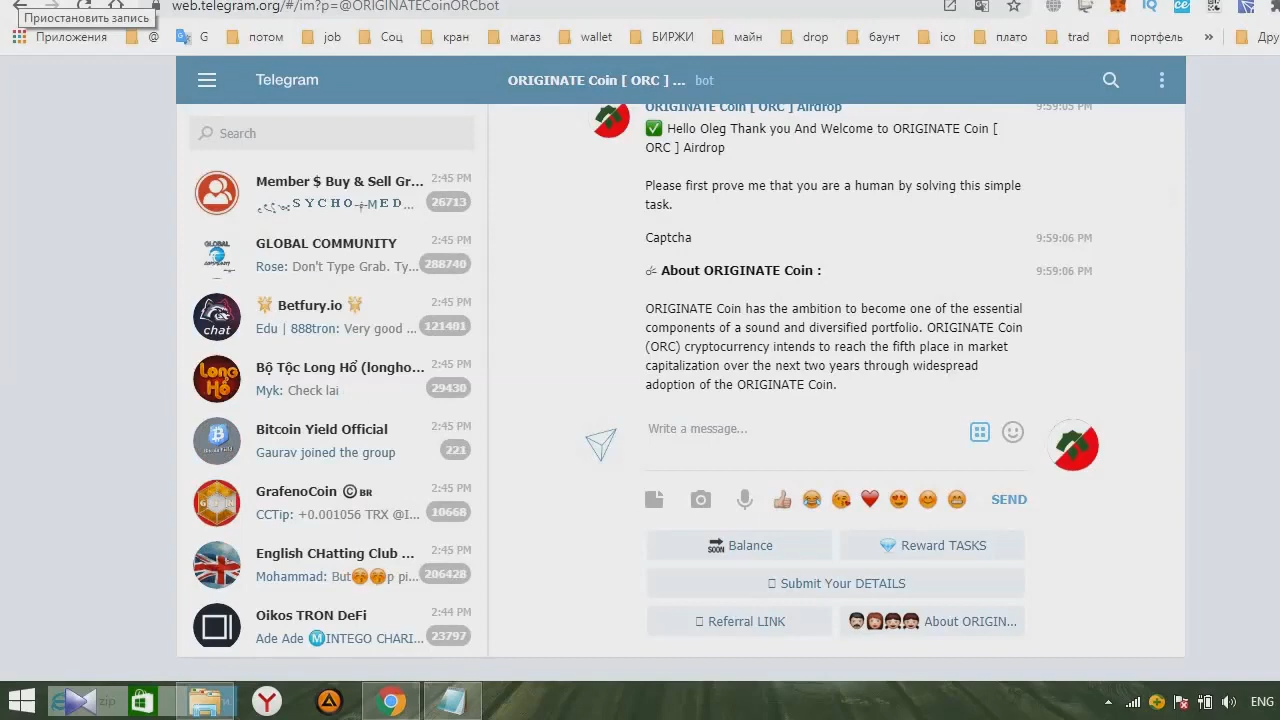 web.telegram.org/#/im?p=@ORIGINATECoinORCbot
Приостановить запись
Приложения @ G потом job Соц кран магаз wallet БИРЖИ майн drop баунт ico плато trad портфель » Дру
Telegram
ORIGINATE Coin [ ORC ] ... bot
Search
Member $ Buy & Sell Gr... 2:45 PM
S Y C H O M E D... 26713
GLOBAL COMMUNITY 2:45 PM
Rose: Don't Type Grab. Ty... 288740
Betfury.io 2:45 PM
Edu | 888tron: Very good ... 121401
chat
Bộ Tộc Long Hổ (longho... 2:45 PM
Myk: Check lai 29430
LONG HỔ
Bitcoin Yield Official 2:45 PM
Gaurav joined the group 221
GrafenoCoin ©BR 2:45 PM
CCTip: +0.001056 TRX @I... 10668
English CHatting Club ... 2:45 PM
Mohammad: But😚😚p pi... 206428
Oikos TRON DeFi 2:44 PM
Ade Ade ⓂINTEGO CHARI... 23797
ORIGINATE Coin [ ORC ] Airdrop 9:59:05 PM
✅ Hello Oleg Thank you And Welcome to ORIGINATE Coin [
ORC ] Airdrop
Please first prove me that you are a human by solving this simple
task.
Captcha 9:59:06 PM
About ORIGINATE Coin : 9:59:06 PM
ORIGINATE Coin has the ambition to become one of the essential
components of a sound and diversified portfolio. ORIGINATE Coin
(ORC) cryptocurrency intends to reach the fifth place in market
capitalization over the next two years through widespread
adoption of the ORIGINATE Coin.
Write a message...
SEND
🔜 Balance
💎 Reward TASKS
Submit Your DETAILS
Referral LINK
About ORIGIN...
zip
ENG